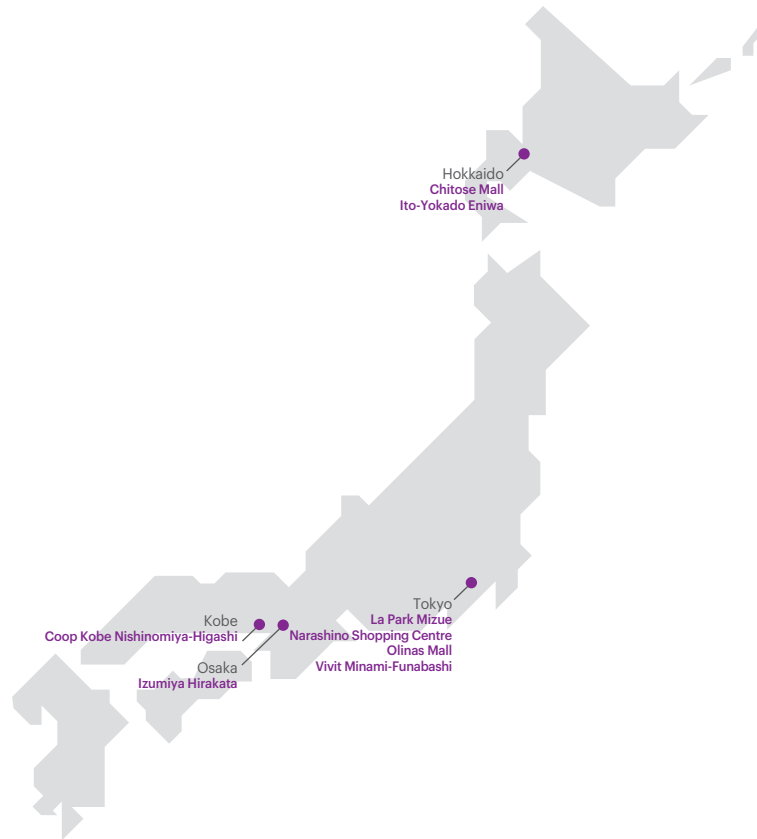 Hokkaido
Chitose Mall
Ito-Yokado Eniwa
Tokyo
La Park Mizue
Narashino Shopping Centre
Olinas Mall
Vivit Minami-Funabashi
Kobe
Coop Kobe Nishinomiya-Higashi
Osaka
Izumiya Hirakata